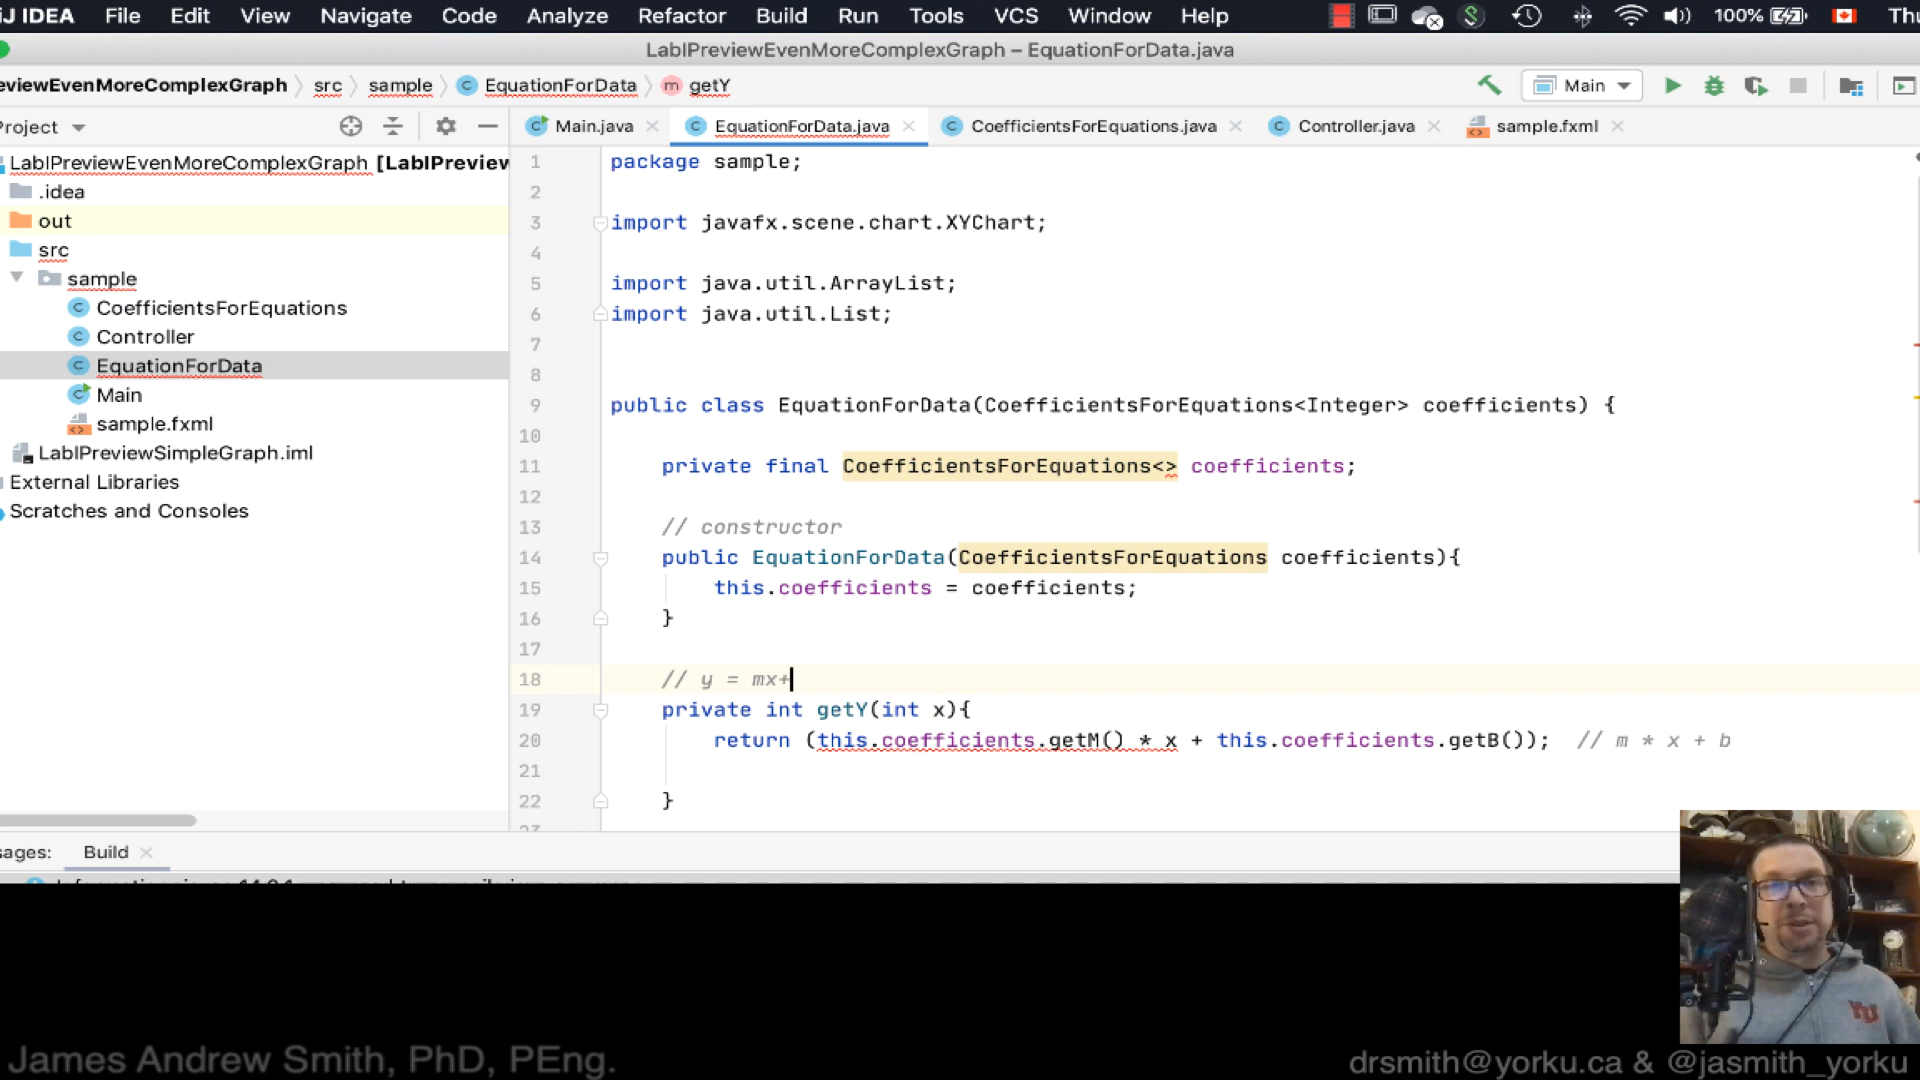 IJ IDEA File Edit View Navigate Code Analyze Refactor Build Run Tools VCS Window Help 100% Thu
LabIPreviewEvenMoreComplexGraph – EquationForData.java
eviewEvenMoreComplexGraph src sample EquationForData getY Main
Project Main.java EquationForData.java CoefficientsForEquations.java Controller.java sample.fxml
LabIPreviewEvenMoreComplexGraph [LabIPreview
.idea
out
src
sample
CoefficientsForEquations
Controller
EquationForData
Main
sample.fxml
LabIPreviewSimpleGraph.iml
External Libraries
Scratches and Consoles
1 package sample;
2
3 import javafx.scene.chart.XYChart;
4
5 import java.util.ArrayList;
6 import java.util.List;
7
8
9 public class EquationForData(CoefficientsForEquations<Integer> coefficients) {
10
11 private final CoefficientsForEquations<> coefficients;
12
13 // constructor
14 public EquationForData(CoefficientsForEquations coefficients){
15 this.coefficients = coefficients;
16 }
17
18 // y = mx+
19 private int getY(int x){
20 return (this.coefficients.getM() * x + this.coefficients.getB()); // m * x + b
21
22 }
sages: Build
James Andrew Smith, PhD, PEng.
drsmith@yorku.ca & @jasmith_yorku